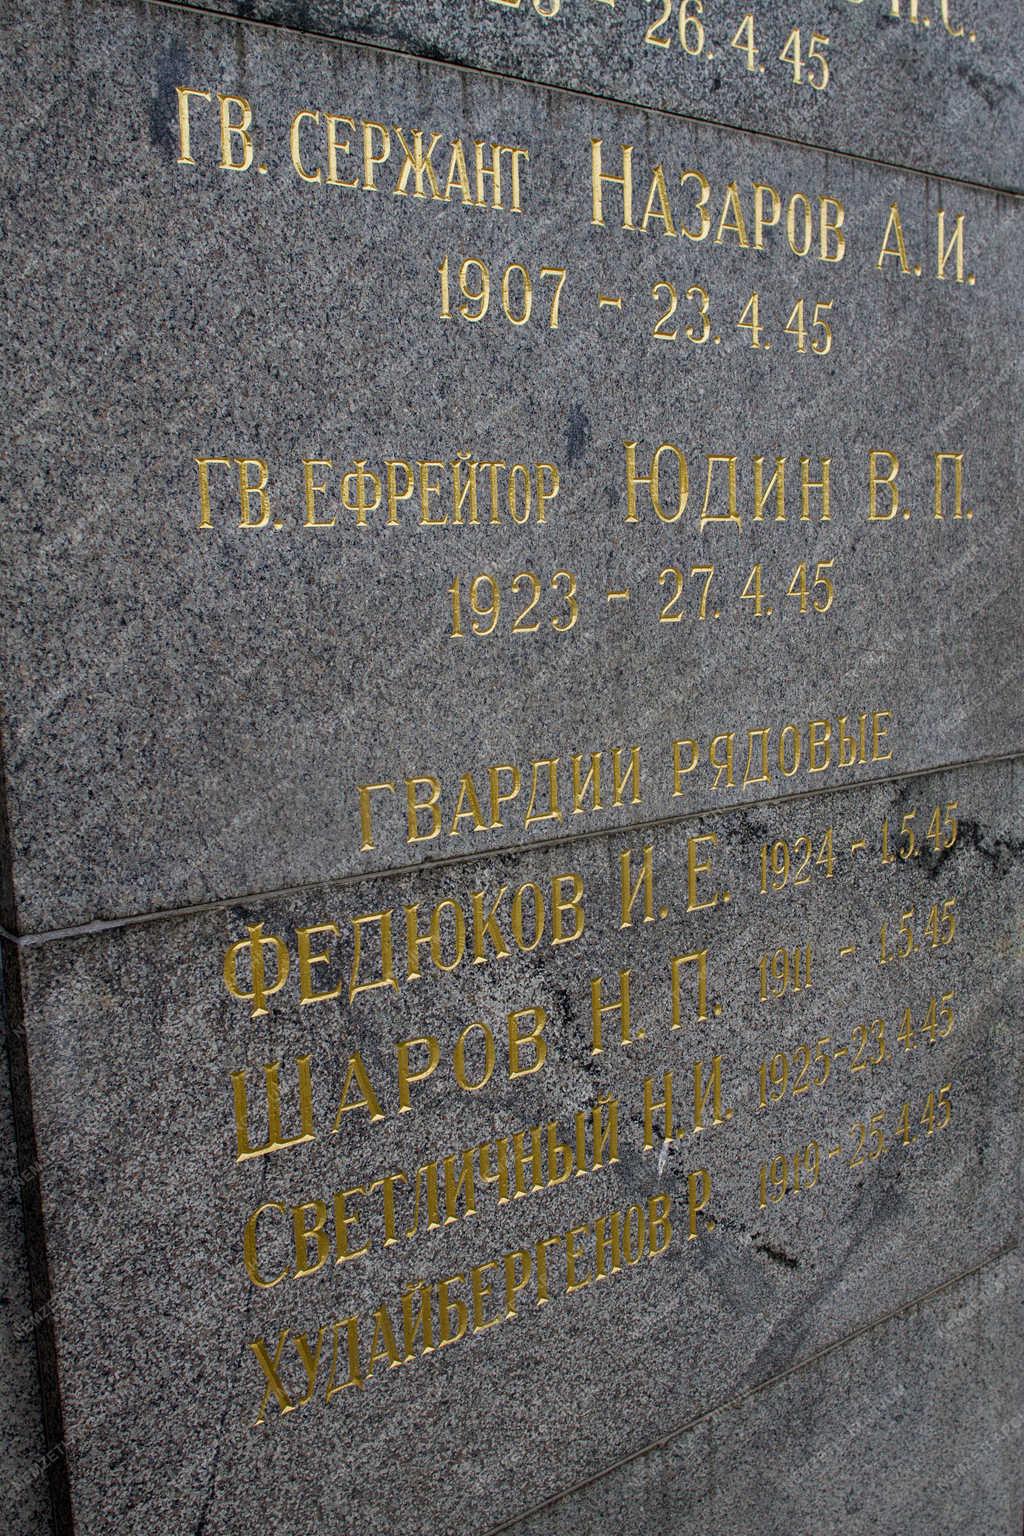 26. 4. 45
ГВ. СЕРЖАНТ НАЗАРОВ А. И.
1907 - 23. 4. 45
ГВ. ЕФРЕЙТОР ЮДИН В. П.
1923 - 27. 4. 45
ГВАРДИИ РЯДОВЫЕ
ФЕДЮКОВ И. Е. 1924 - 1.5.45
ШАРОВ Н. П. 1911 - 1.5.45
СВЕТЛИЧНЫЙ Н.И. 1925-23.4.45
ХУДАЙБЕРГЕНОВ Р. 1919-25.4.45